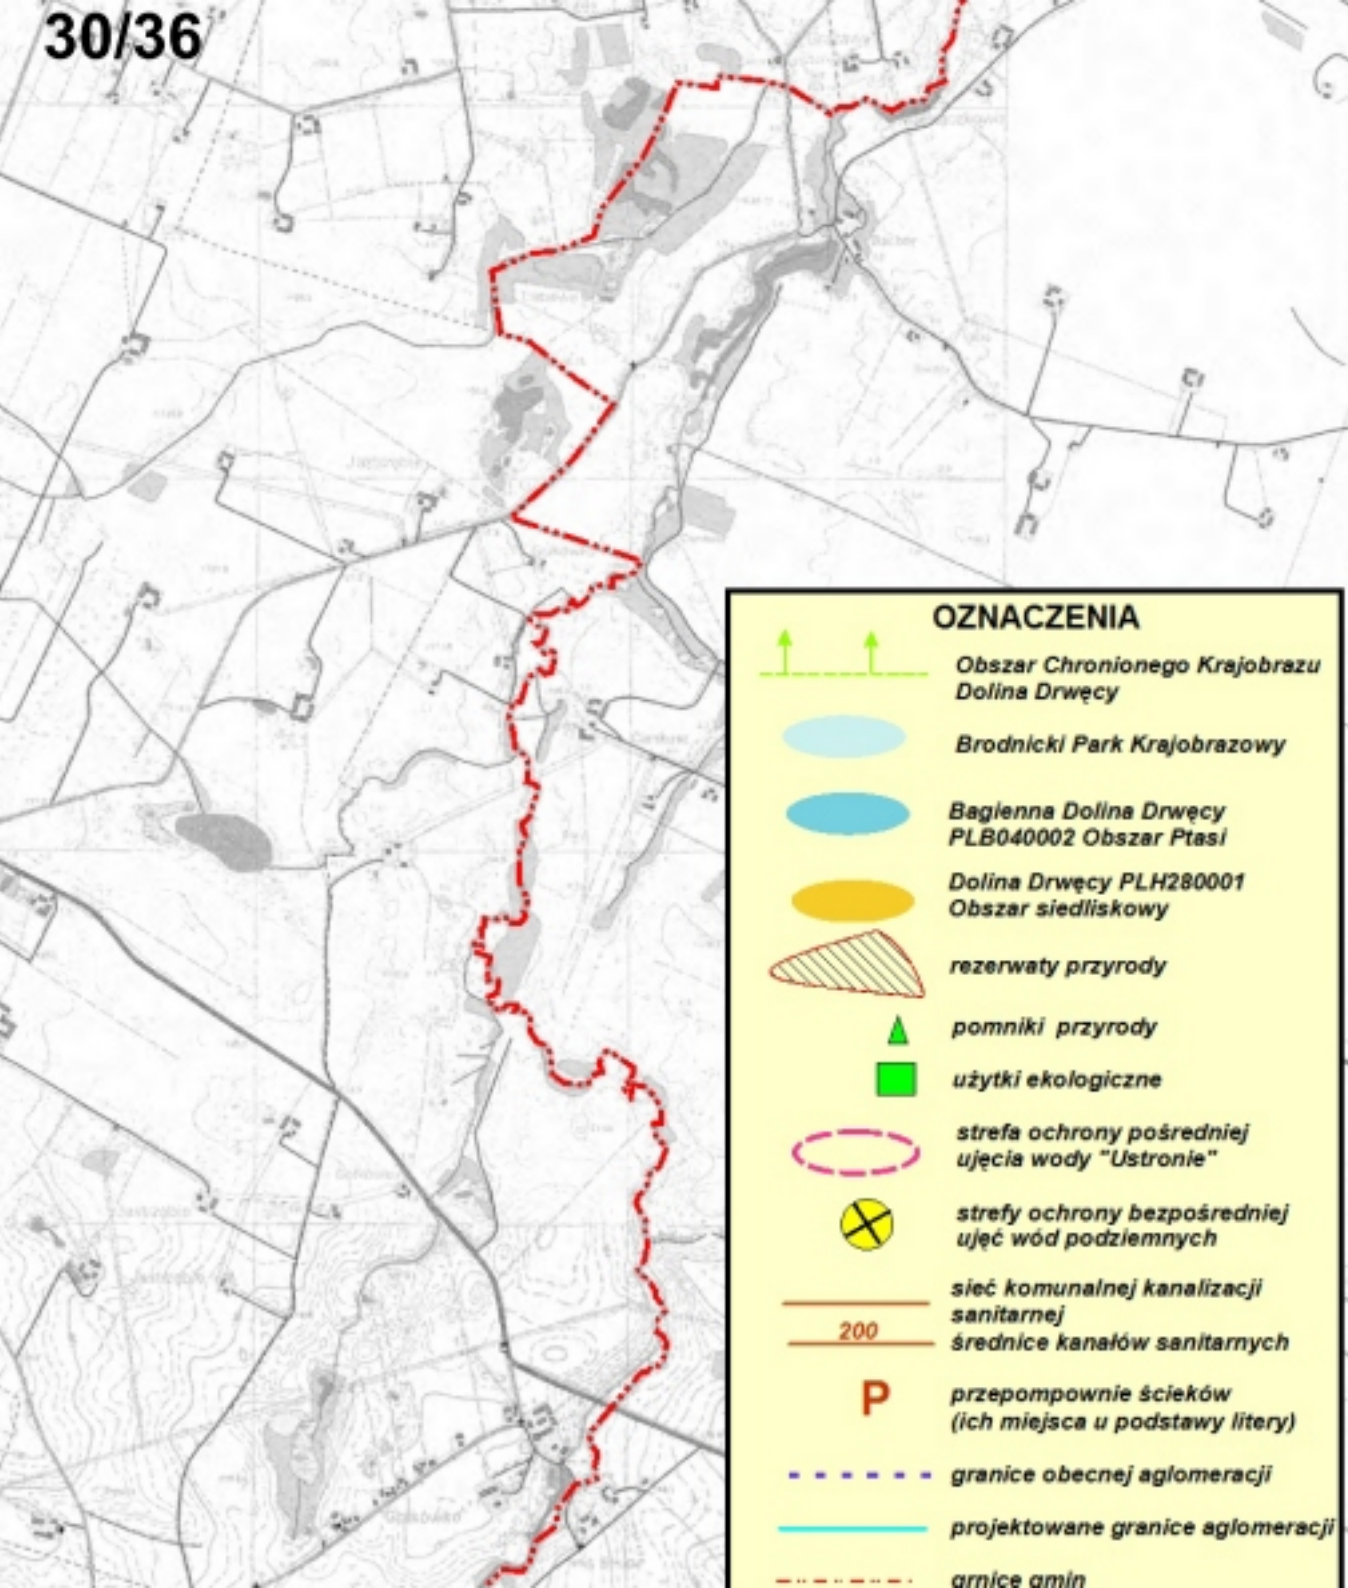 30/36
OZNACZENIA
Obszar Chronionego Krajobrazu
Dolina Drwęcy
Brodnicki Park Krajobrazowy
Bagienna Dolina Drwęcy
PLB040002 Obszar Ptasi
Dolina Drwęcy PLH280001
Obszar siedliskowy
rezerwaty przyrody
pomniki przyrody
użytki ekologiczne
strefa ochrony pośredniej
ujęcia wody "Ustronie"
strefy ochrony bezpośredniej
ujęć wód podziemnych
sieć komunalnej kanalizacji
sanitarnej
200
średnice kanałów sanitarnych
P
przepompownie ścieków
(ich miejsca u podstawy litery)
granice obecnej aglomeracji
projektowane granice aglomeracji
grnice gmin